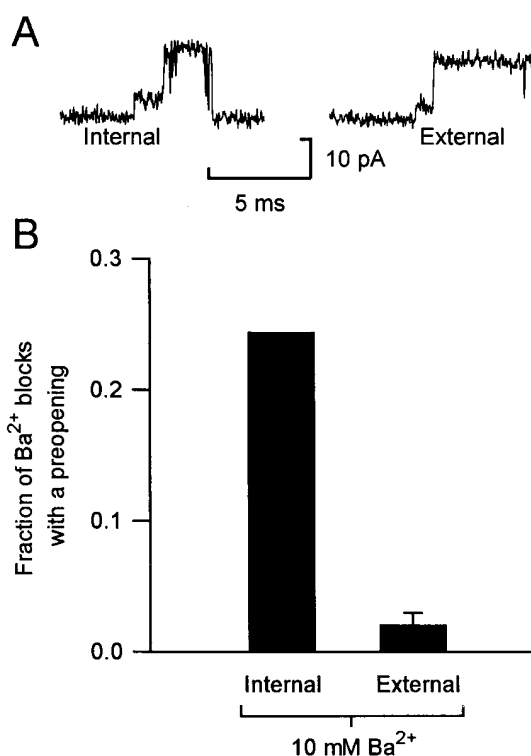 A
Internal
External
10 pA
5 ms
B
0.3
0.2
0.1
0.0
Fraction of Ba²⁺ blocks
with a preopening
Internal
External
10 mM Ba²⁺